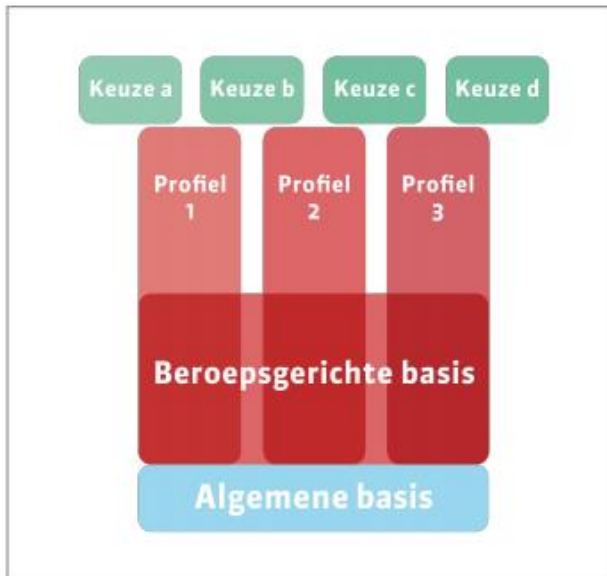 Keuze a
Keuze b
Keuze c
Keuze d
Profiel
1
Profiel
2
Profiel
3
Beroepsgerichte basis
Algemene basis